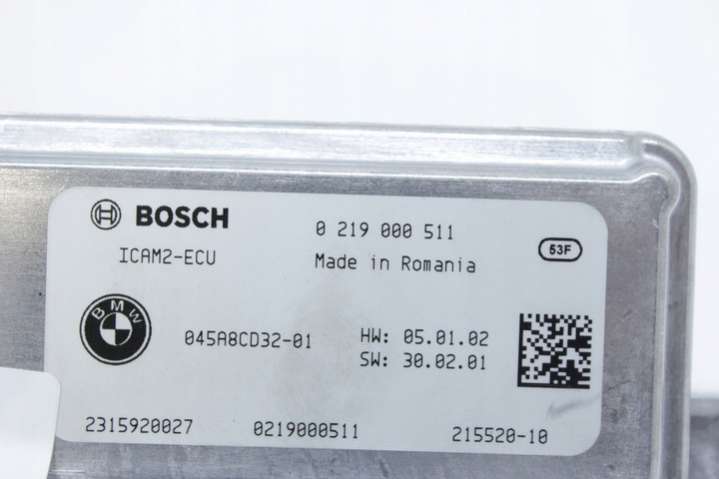 BOSCH
0 219 000 511
ICAM2-ECU
Made in Romania
53F
BMW
045A8CD32-01
HW: 05.01.02
SW: 30.02.01
2315920027
0219000511
215520-10